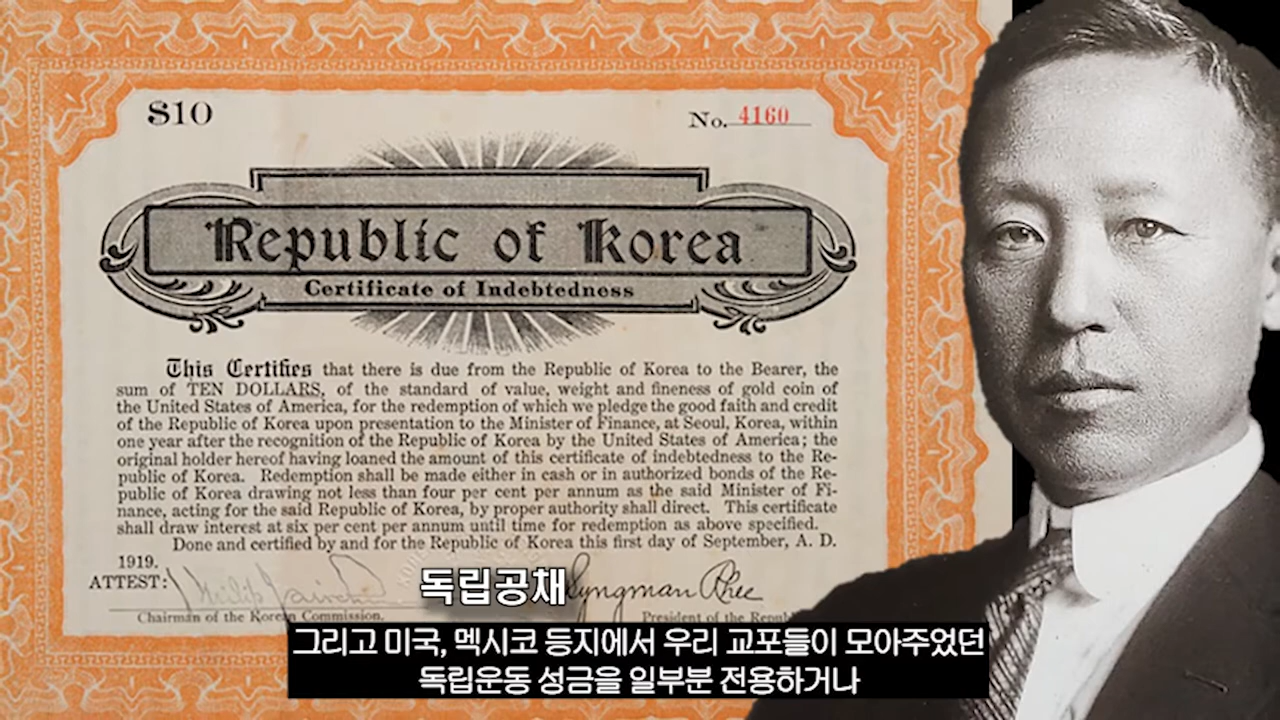 $10
No. 4160
Republic of Korea
Certificate of Indebtedness
This Certifies that there is due from the Republic of Korea to the Bearer, the
sum of TEN DOLLARS, of the standard of value, weight and fineness of gold coin of
the United States of America, for the redemption of which we pledge the good faith and credit
of the Republic of Korea upon presentation to the Minister of Finance, at Seoul, Korea, within
one year after the recognition of the Republic of Korea by the United States of America; the
original holder hereof having loaned the amount of this certificate of indebtedness to the Re-
public of Korea. Redemption shall be made either in cash or in authorized bonds of the Re-
public of Korea drawing not less than four per cent per annum as the said Minister of Fi-
nance, acting for the said Republic of Korea, by proper authority shall direct. This certificate
shall draw interest at six per cent per annum until time for redemption as above specified.
Done and certified by and for the Republic of Korea this first day of September, A. D.
1919.
ATTEST:
독립공채
Syngman Rhee
Chairman of the Korean Commission.
President of the
그리고 미국, 멕시코 등지에서 우리 교포들이 모아주었던
독립운동 성금을 일부분 전용하거나